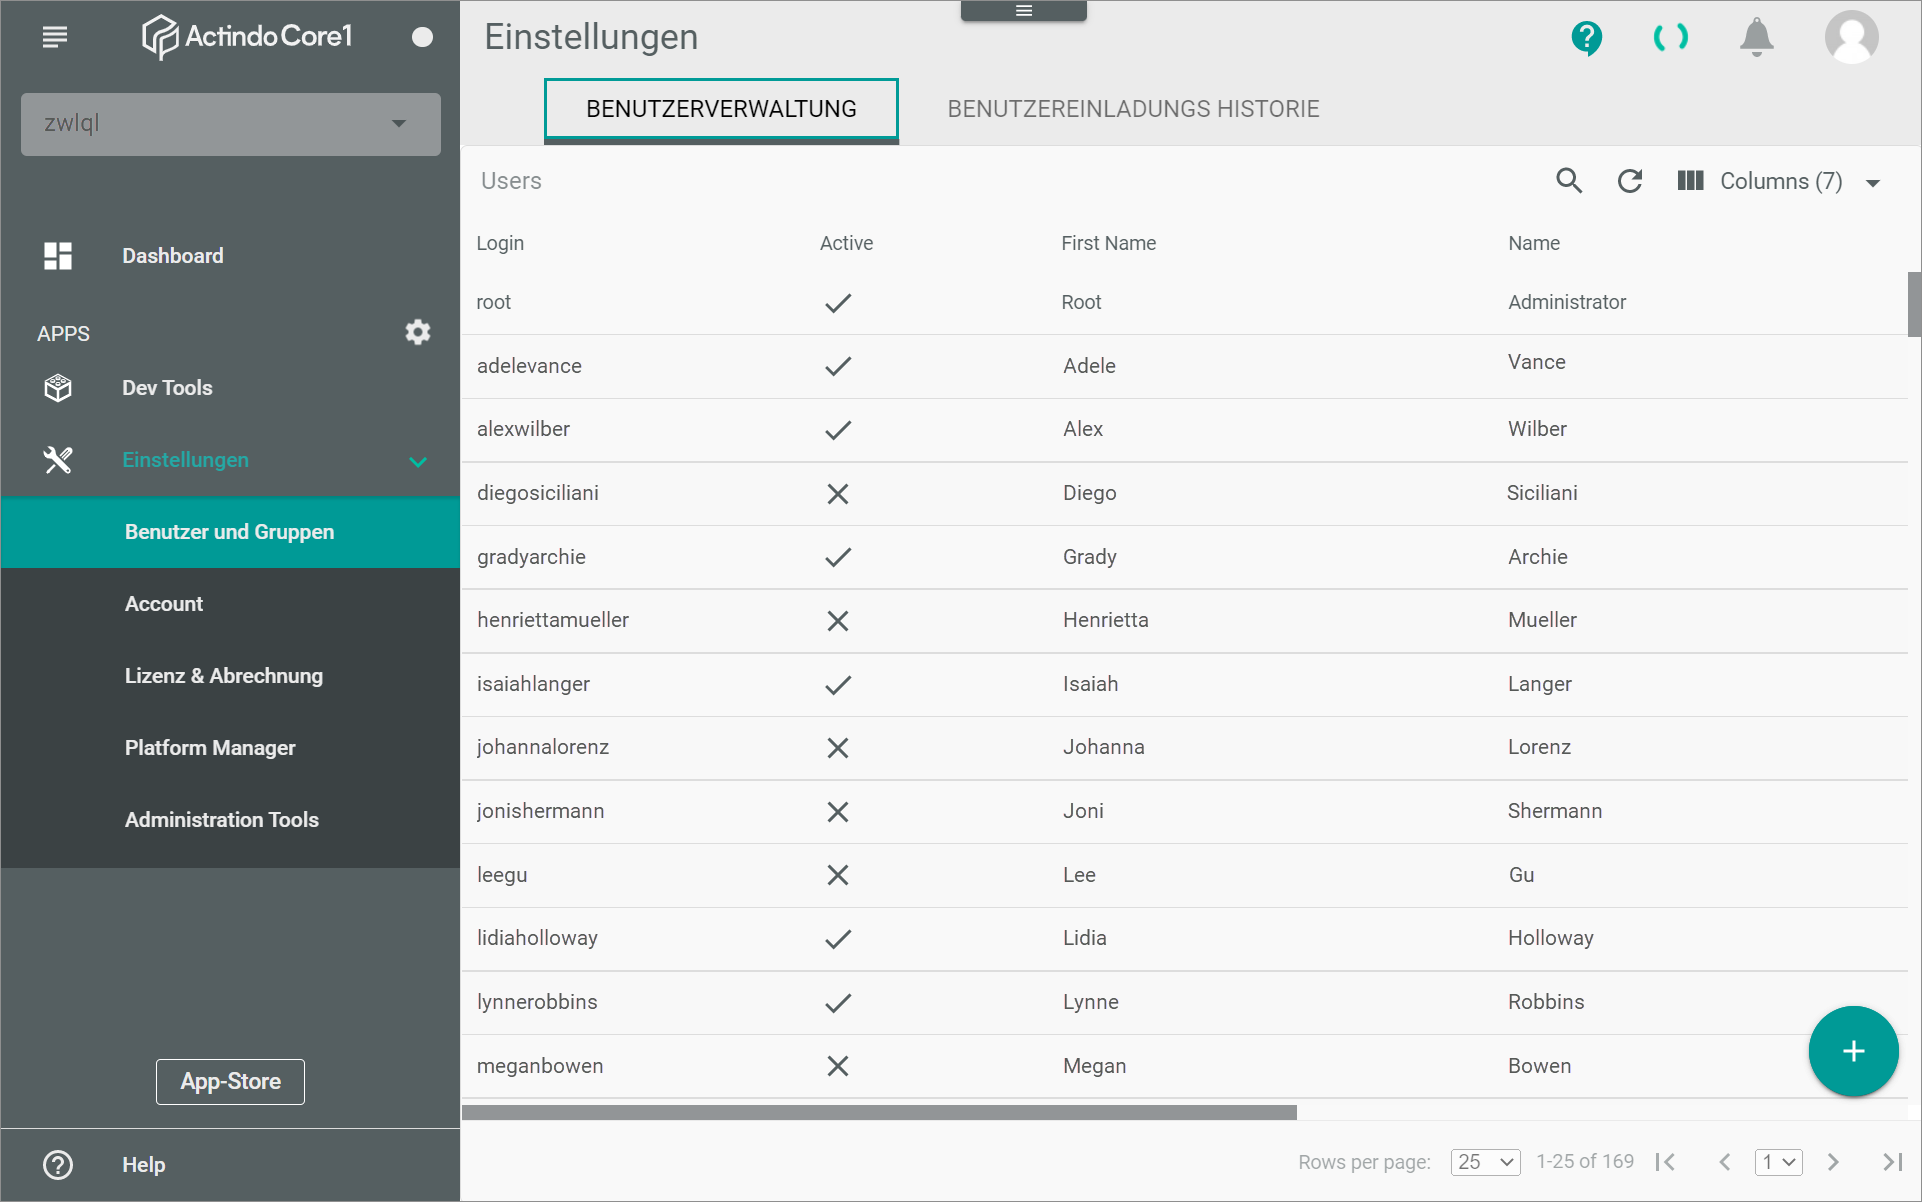 Actindo Core1
zwlql
Dashboard
APPS
Dev Tools
Einstellungen
Benutzer und Gruppen
Account
Lizenz & Abrechnung
Platform Manager
Administration Tools
App-Store
Help
Einstellungen
BENUTZERVERWALTUNG BENUTZEREINLADUNGS HISTORIE
Users Columns (7)
Login Active First Name Name
root Root Administrator
adelevance Adele Vance
alexwilber Alex Wilber
diegosiciliani Diego Siciliani
gradyarchie Grady Archie
henriettamueller Henrietta Mueller
isaiahlanger Isaiah Langer
johannalorenz Johanna Lorenz
jonishermann Joni Shermann
leegu Lee Gu
lidiaholloway Lidia Holloway
lynnerobbins Lynne Robbins
meganbowen Megan Bowen
Rows per page: 25 1-25 of 169 1